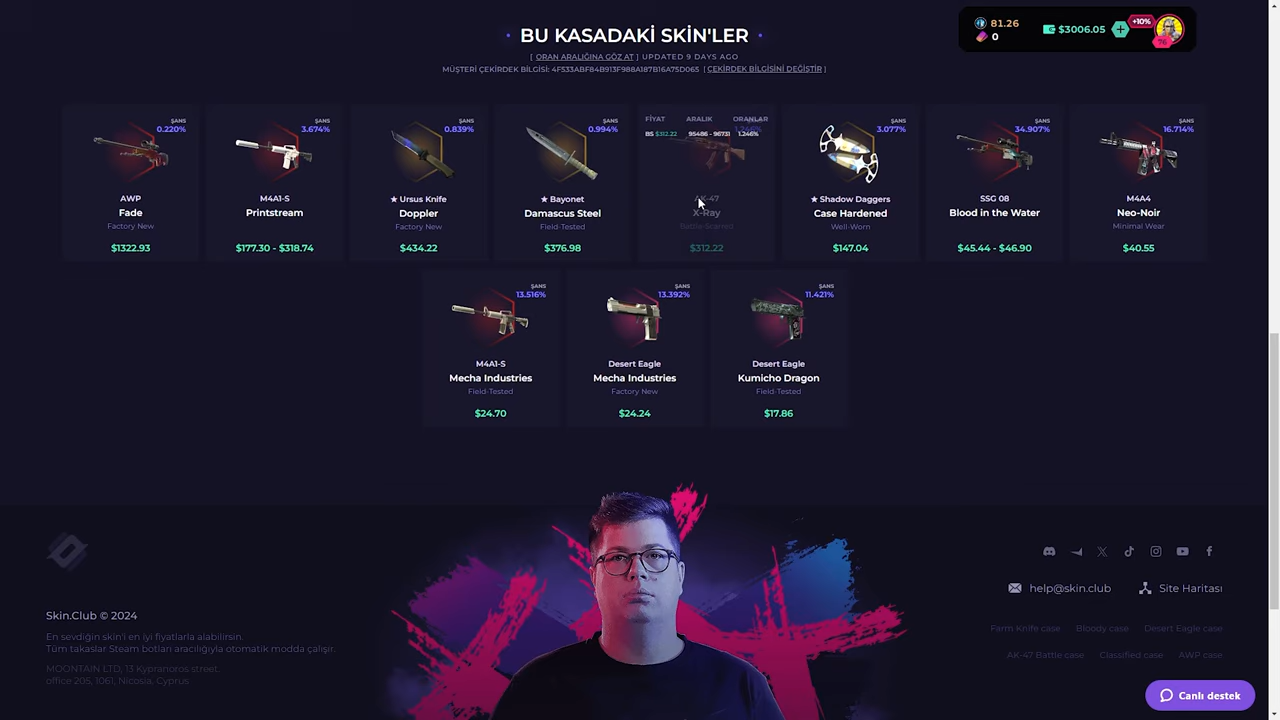 81.26
0
$3006.05
+
+10%
76
BU KASADAKİ SKİN'LER
[ ORAN ARALIĞINA GÖZ AT ] UPDATED 9 DAYS AGO
MÜŞTERİ ÇEKİRDEK BİLGİSİ: 4F533ABF84B913F988A187B16A75D065 [ ÇEKİRDEK BİLGİSİNİ DEĞİŞTİR ]
ŞANS
0.220%
AWP
Fade
Factory New
$1322.93
ŞANS
3.674%
M4A1-S
Printstream
$177.30 - $318.74
ŞANS
0.839%
★ Ursus Knife
Doppler
Factory New
$434.22
ŞANS
0.994%
★ Bayonet
Damascus Steel
Field-Tested
$376.98
FİYAT ARALIK ORANLAR
BS $312.22 95486 - 96731 1.246%
AK-47
X-Ray
Battle-Scarred
$312.22
ŞANS
3.077%
★ Shadow Daggers
Case Hardened
Well-Worn
$147.04
ŞANS
34.907%
SSG 08
Blood in the Water
$45.44 - $46.90
ŞANS
16.714%
M4A4
Neo-Noir
Minimal Wear
$40.55
ŞANS
13.516%
M4A1-S
Mecha Industries
Field-Tested
$24.70
ŞANS
13.392%
Desert Eagle
Mecha Industries
Factory New
$24.24
ŞANS
11.421%
Desert Eagle
Kumicho Dragon
Field-Tested
$17.86
Skin.Club © 2024
En sevdiğin skin'i en iyi fiyatlarla alabilirsin.
Tüm takaslar Steam botları aracılığıyla otomatik modda çalışır.
MOONTAIN LTD, 13 Kypranoros street,
office 205, 1061, Nicosia, Cyprus
help@skin.club
Site Haritası
Farm Knife case
Bloody case
Desert Eagle case
AK-47 Battle case
Classified case
AWP case
Canlı destek